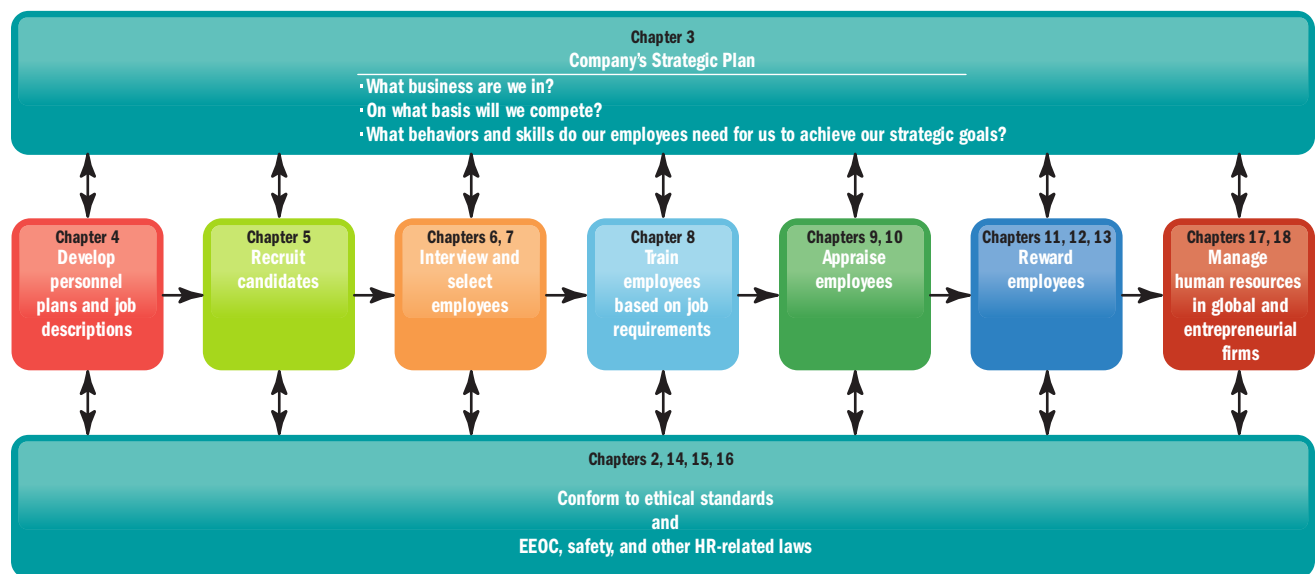 Chapter 3
Company's Strategic Plan
· What business are we in?
· On what basis will we compete?
· What behaviors and skills do our employees need for us to achieve our strategic goals?
Chapter 4
Develop
personnel
plans and job
descriptions
Chapter 5
Recruit
candidates
Chapters 6, 7
Interview and
select
employees
Chapter 8
Train
employees
based on job
requirements
Chapters 9, 10
Appraise
employees
Chapters 11, 12, 13
Reward
employees
Chapters 17, 18
Manage
human resources
in global and
entrepreneurial
firms
Chapters 2, 14, 15, 16
Conform to ethical standards
and
EEOC, safety, and other HR-related laws